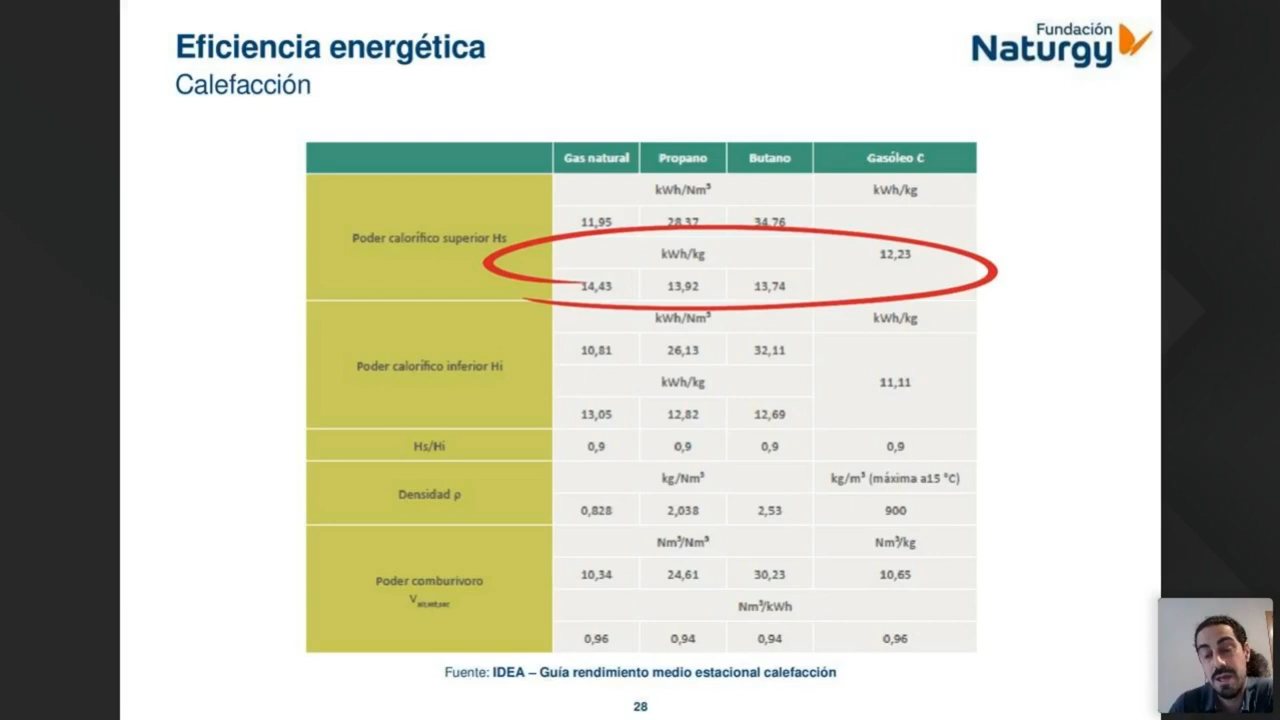 Eficiencia energética
Calefacción
Fundación
Naturgy
Gas natural Propano Butano Gasóleo C
Poder calorífico superior Hs
kWh/Nm³ kWh/kg
11,95 28,37 34,76
kWh/kg
12,23
14,43 13,92 13,74
Poder calorífico inferior Hi
kWh/Nm³ kWh/kg
10,81 26,13 32,11
kWh/kg
11,11
13,05 12,82 12,69
Hs/Hi 0,9 0,9 0,9 0,9
Densidad ρ
kg/Nm³ kg/m³ (máxima a15 °C)
0,828 2,038 2,53 900
Poder comburivoro
Nm³/Nm³ Nm³/kg
10,34 24,61 30,23 10,65
Nm³/kWh
0,96 0,94 0,94 0,96
Fuente: IDEA – Guía rendimiento medio estacional calefacción
28